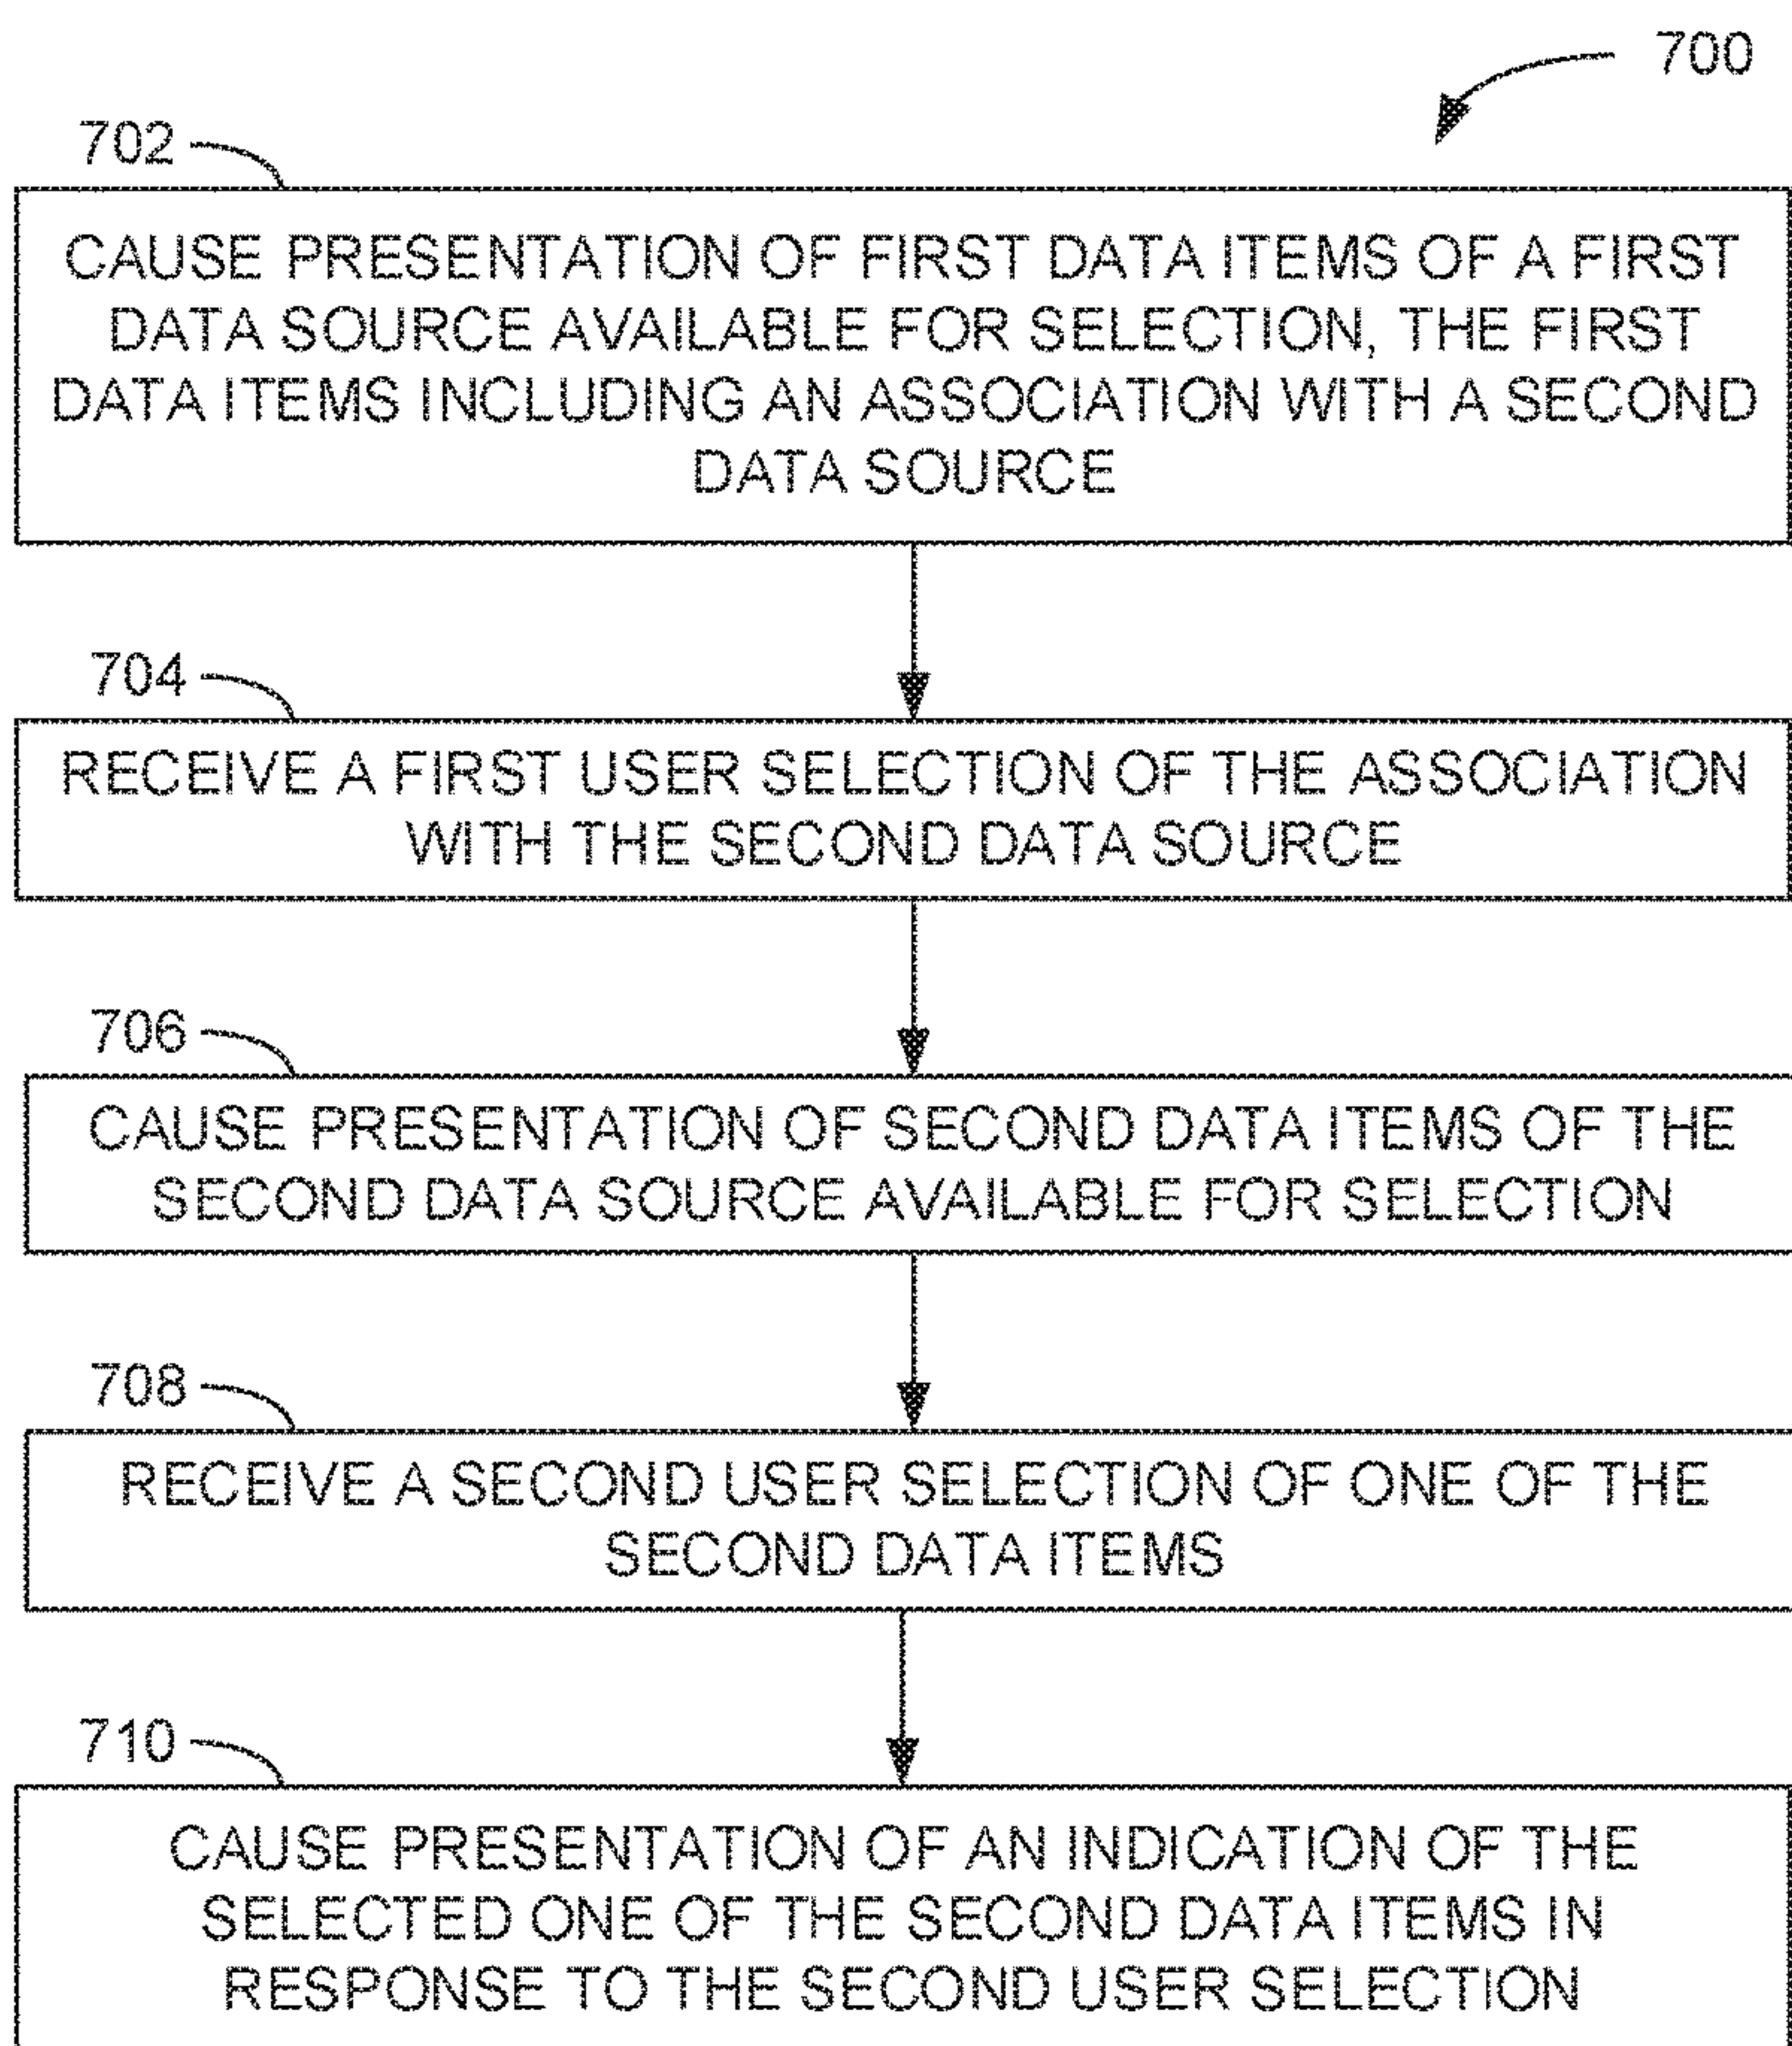 700
702
CAUSE PRESENTATION OF FIRST DATA ITEMS OF A FIRST
DATA SOURCE AVAILABLE FOR SELECTION, THE FIRST
DATA ITEMS INCLUDING AN ASSOCIATION WITH A SECOND
DATA SOURCE
704
RECEIVE A FIRST USER SELECTION OF THE ASSOCIATION
WITH THE SECOND DATA SOURCE
706
CAUSE PRESENTATION OF SECOND DATA ITEMS OF THE
SECOND DATA SOURCE AVAILABLE FOR SELECTION
708
RECEIVE A SECOND USER SELECTION OF ONE OF THE
SECOND DATA ITEMS
710
CAUSE PRESENTATION OF AN INDICATION OF THE
SELECTED ONE OF THE SECOND DATA ITEMS IN
RESPONSE TO THE SECOND USER SELECTION